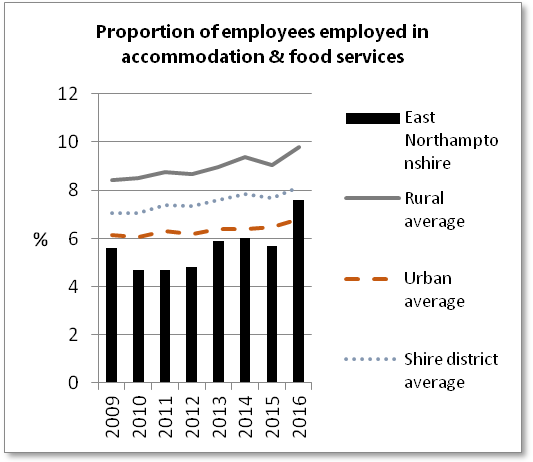 Proportion of employees employed in
accommodation & food services
12
10
8
6
4
2
0
%
2009
2010
2011
2012
2013
2014
2015
2016
East
Northampto
nshire
Rural
average
Urban
average
Shire district
average